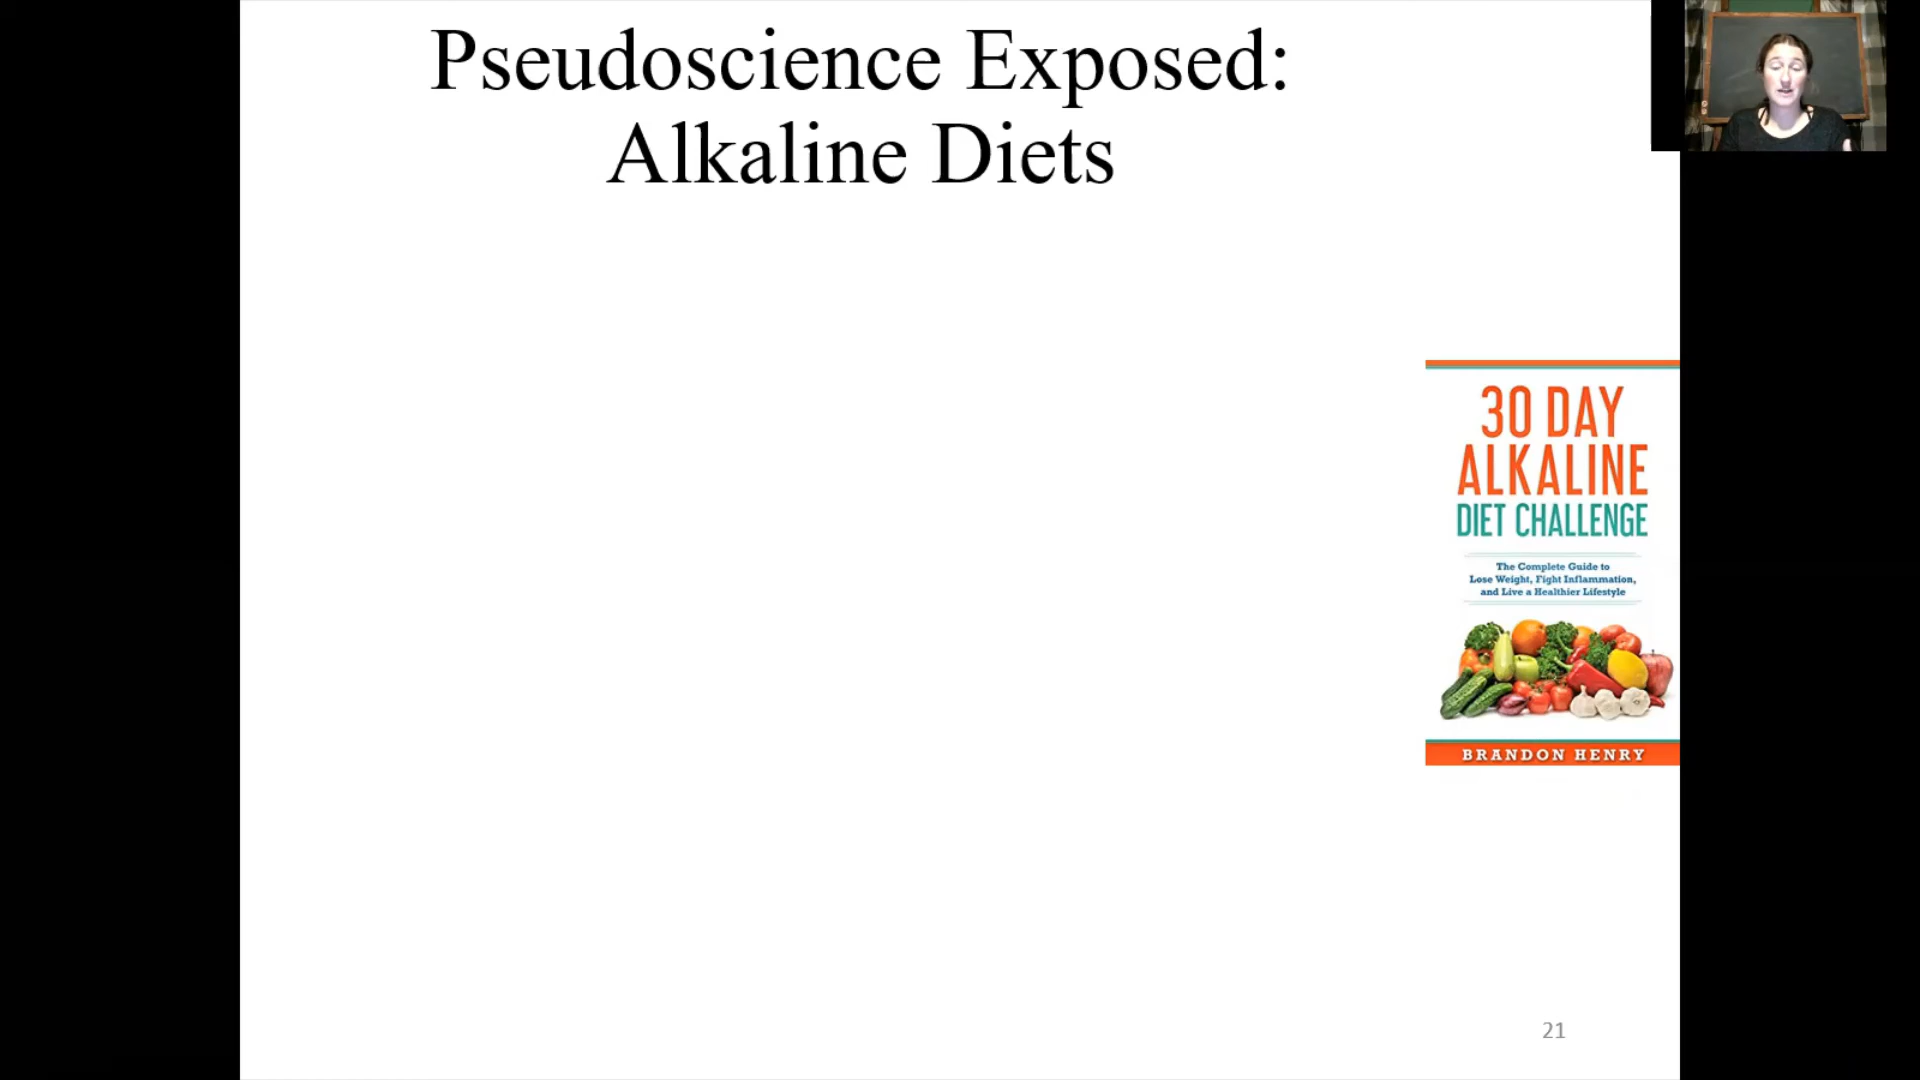 Pseudoscience Exposed:
Alkaline Diets
30 DAY
ALKALINE
DIET CHALLENGE
The Complete Guide to
Lose Weight, Fight Inflammation,
and Live a Healthier Lifestyle
BRANDON HENRY
21